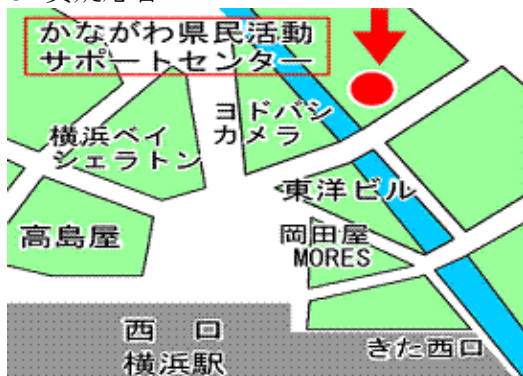 かながわ県民活動
サポートセンター
ヨドバシ
カメラ
横浜ベイ
シェラトン
東洋ビル
高島屋
岡田屋
MORES
西 口
横浜駅
きた西口